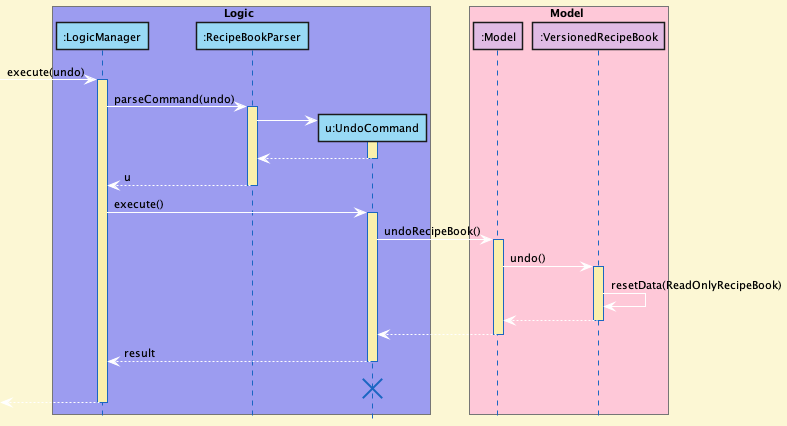 Logic
Model
:LogicManager
:RecipeBookParser
:Model
:VersionedRecipeBook
execute(undo)
parseCommand(undo)
u:UndoCommand
u
execute()
undoRecipeBook()
undo()
resetData(ReadOnlyRecipeBook)
result